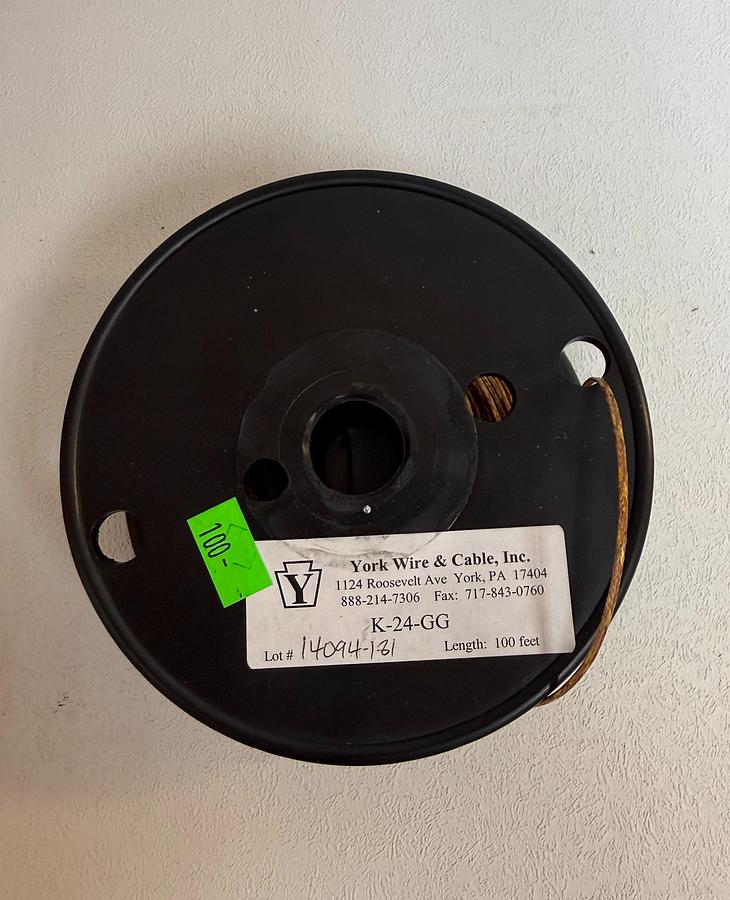 100-
Y
York Wire & Cable, Inc.
1124 Roosevelt Ave York, PA 17404
888-214-7306 Fax: 717-843-0760
K-24-GG
Lot # 14094-131 Length: 100 feet